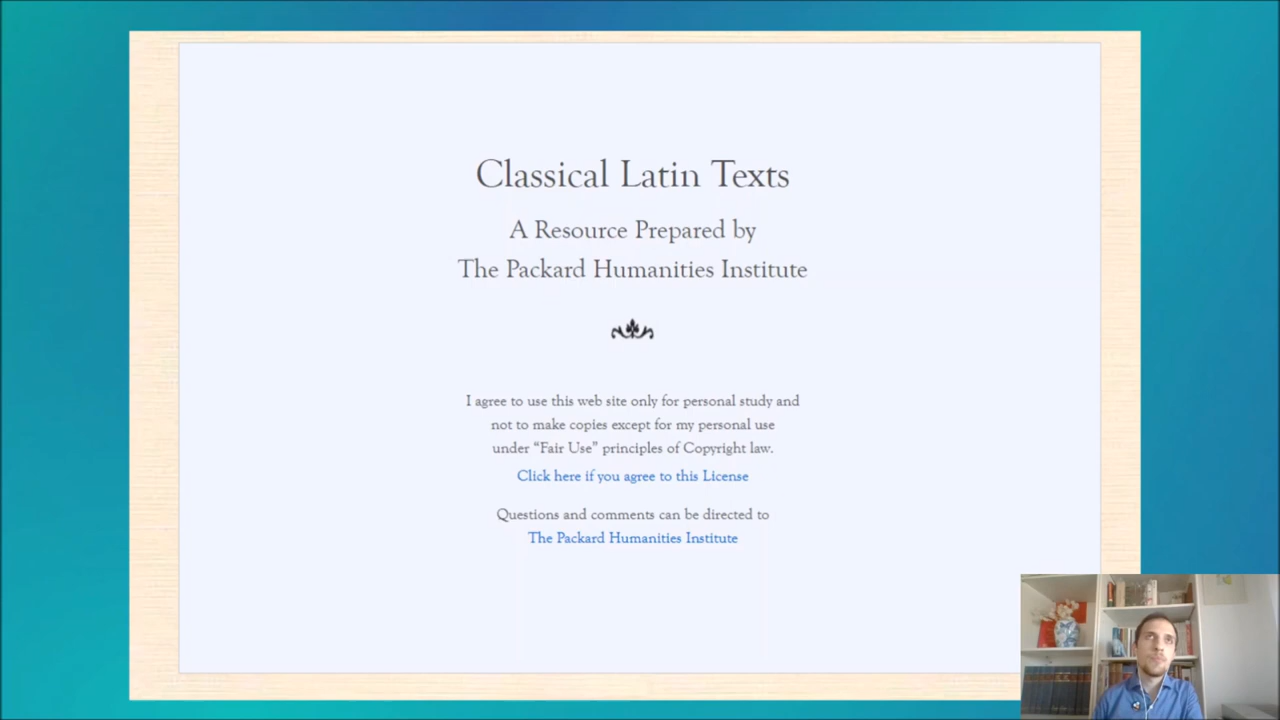 Classical Latin Texts
A Resource Prepared by
The Packard Humanities Institute
I agree to use this web site only for personal study and
not to make copies except for my personal use
under “Fair Use” principles of Copyright law.
Click here if you agree to this License
Questions and comments can be directed to
The Packard Humanities Institute